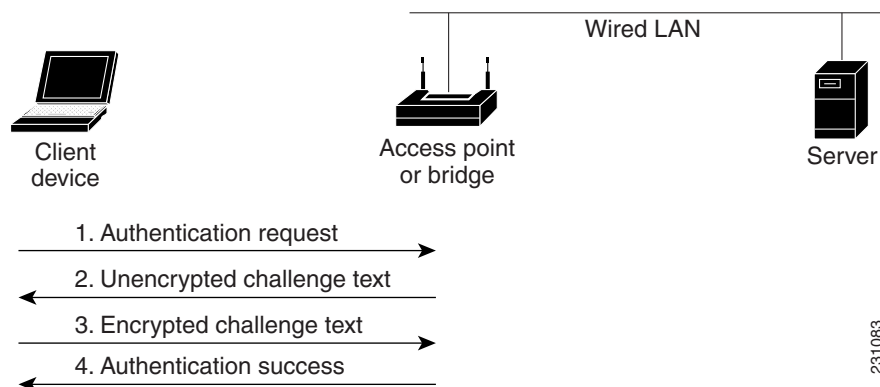 Wired LAN
Client
device
Access point
or bridge
Server
1. Authentication request
2. Unencrypted challenge text
3. Encrypted challenge text
4. Authentication success
231083